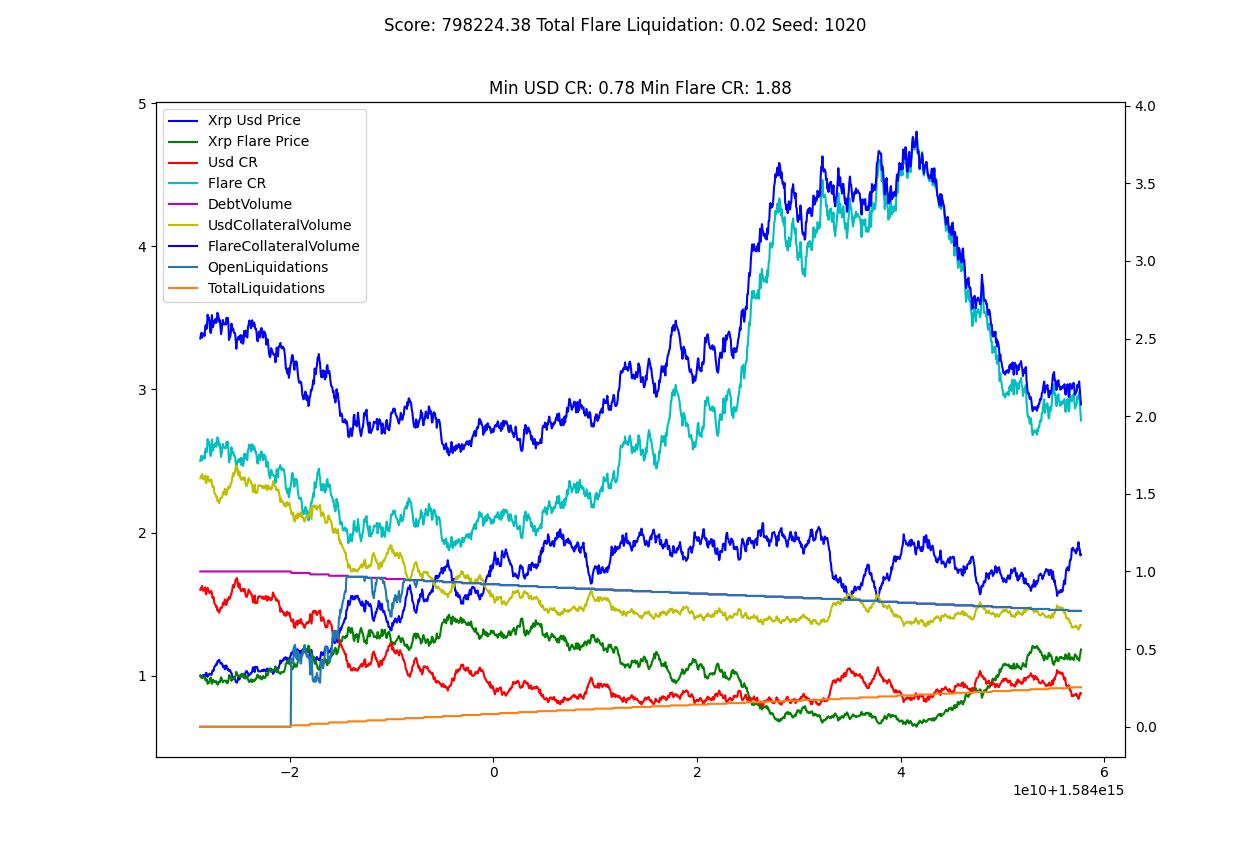 Score: 798224.38 Total Flare Liquidation: 0.02 Seed: 1020
Min USD CR: 0.78 Min Flare CR: 1.88
Xrp Usd Price
Xrp Flare Price
Usd CR
Flare CR
DebtVolume
UsdCollateralVolume
FlareCollateralVolume
OpenLiquidations
TotalLiquidations
5
4
3
2
1
4.0
3.5
3.0
2.5
2.0
1.5
1.0
0.5
0.0
−2
0
2
4
6
1e10+1.584e15